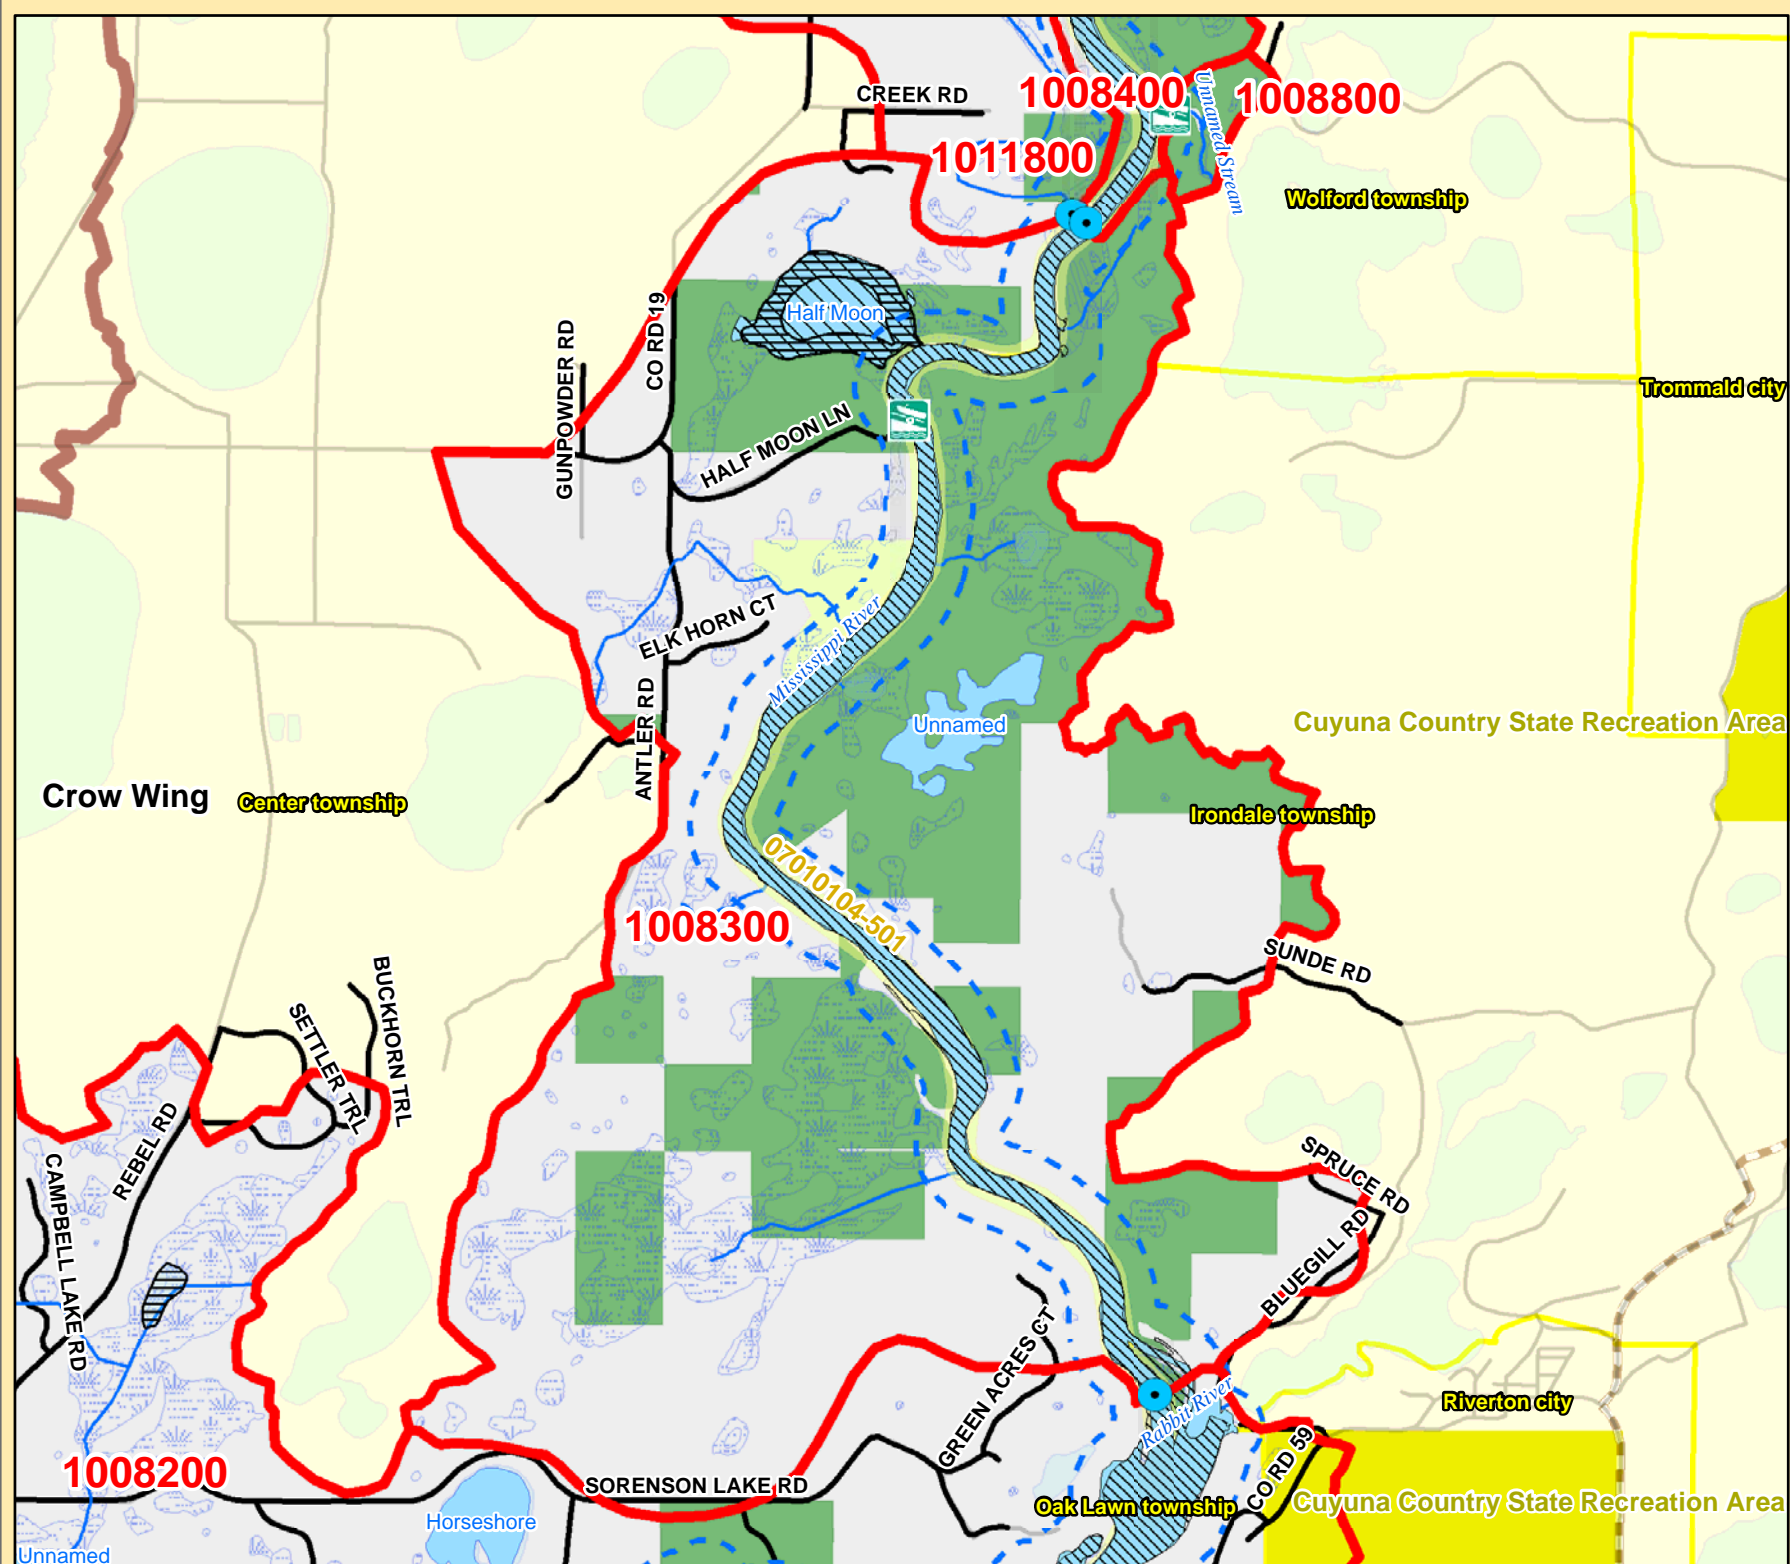 CREEK RD
1008400
1008800
1011800
Unnamed Stream
Wolford township
CO RD 19
Half Moon
GUNPOWDER RD
Trommald city
HALF MOON LN
ELK HORN CT
Mississippi River
ANTLER RD
Unnamed
Cuyuna Country State Recreation Area
Crow Wing
Center township
Irondale township
07010104-501
1008300
SUNDE RD
BUCKHORN TRL
SETTLER TRL
REBEL RD
CAMPBELL LAKE RD
SPRUCE RD
BLUEGILL RD
GREEN ACRES CT
Rabbit River
Riverton city
CO RD 59
1008200
SORENSON LAKE RD
Oak Lawn township
Cuyuna Country State Recreation Area
Horseshore
Unnamed